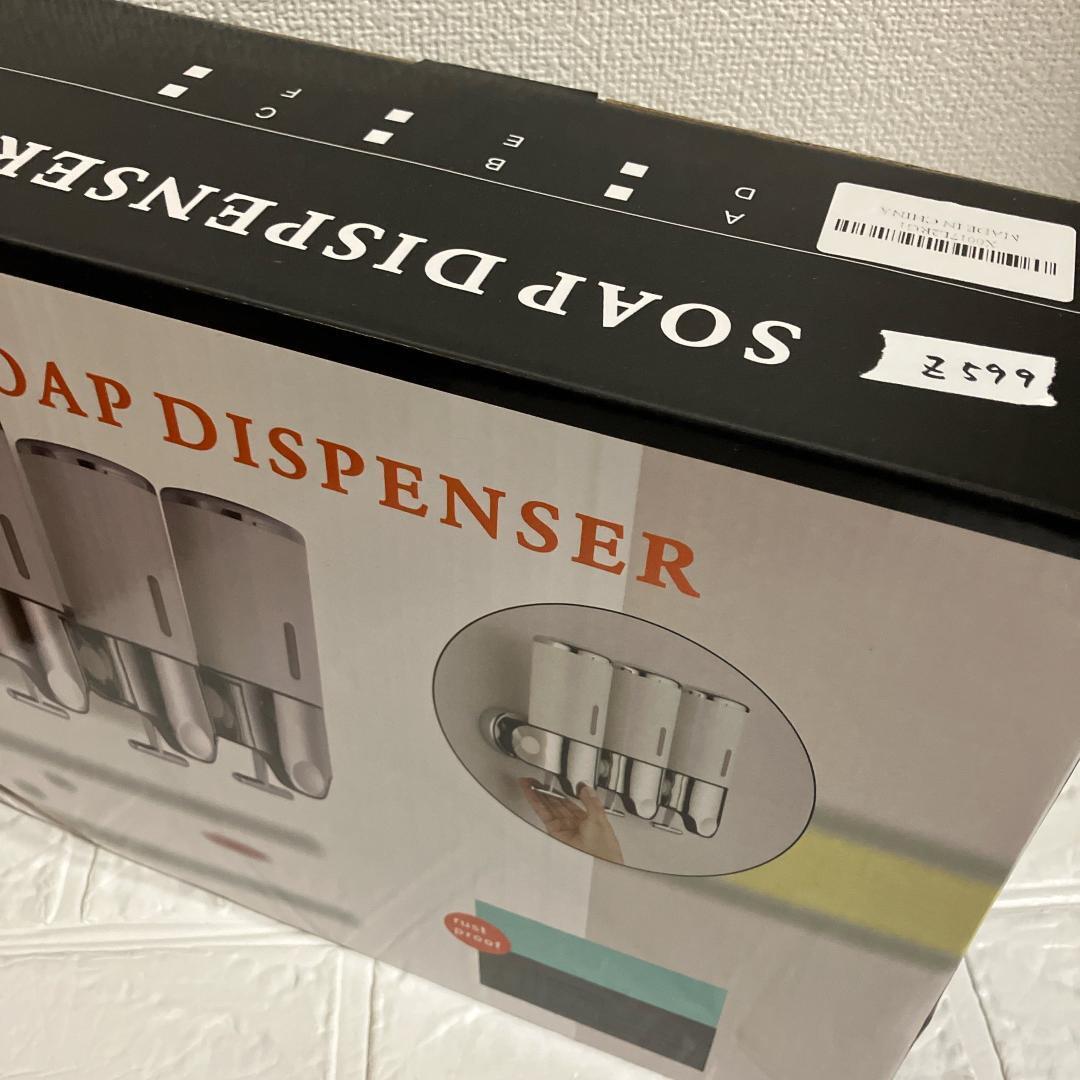 A
D
B
E
C
F
MADE IN CHINA
SOAP DISPENSER
Z599
OAP DISPENSER
rust
proof